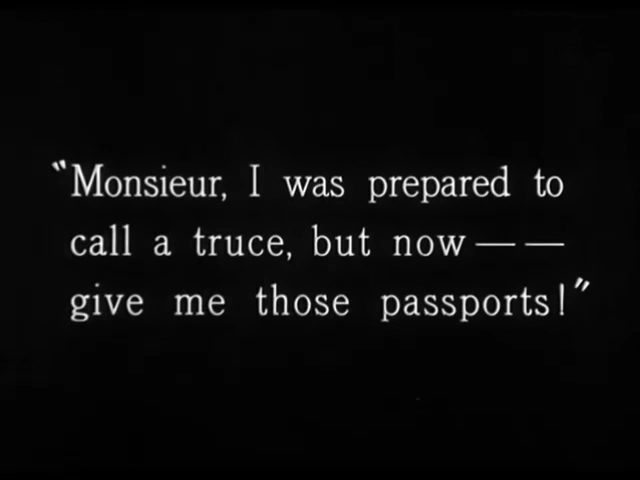 "Monsieur, I was prepared to
call a truce, but now — —
give me those passports!"